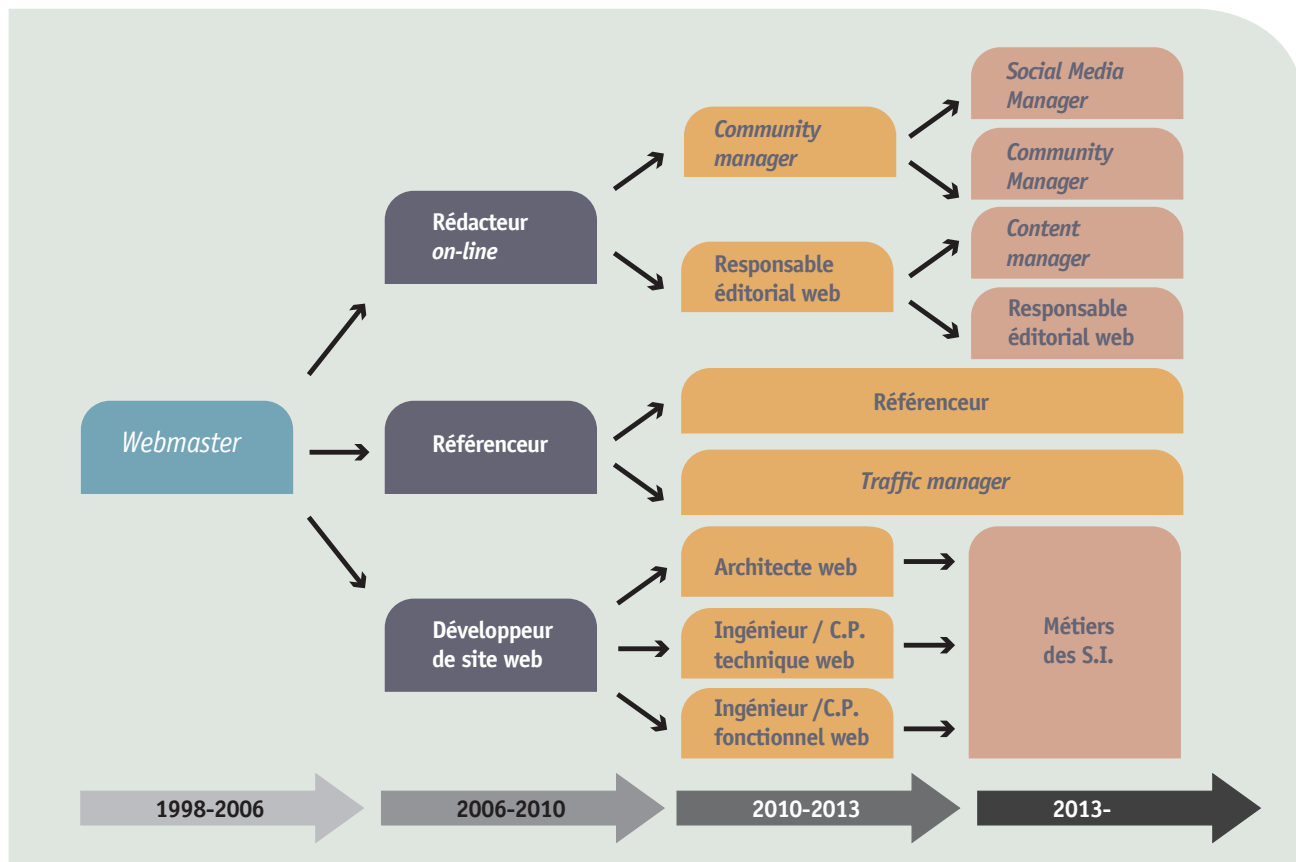 Social Media
Manager
Community
manager
Community
Manager
Rédacteur
on-line
Content
manager
Responsable
éditorial web
Responsable
éditorial web
Webmaster
Référenceur
Référenceur
Traffic manager
Développeur
de site web
Architecte web
Ingénieur / C.P.
technique web
Ingénieur /C.P.
fonctionnel web
Métiers
des S.I.
1998-2006
2006-2010
2010-2013
2013-